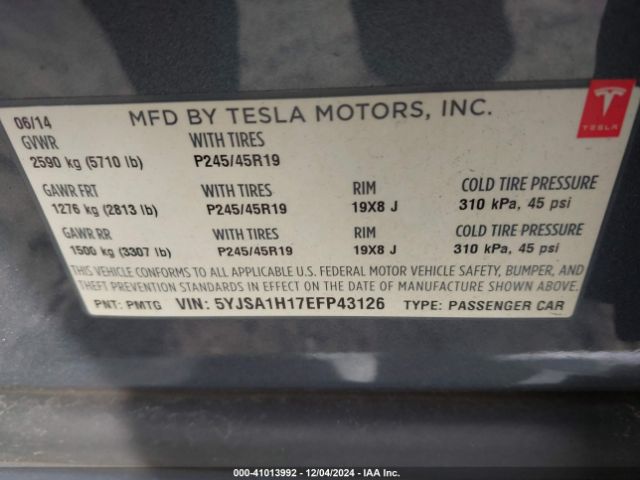 06/14 MFD BY TESLA MOTORS, INC.
TESLA
GVWR WITH TIRES
2590 kg (5710 lb) P245/45R19
GAWR FRT WITH TIRES RIM COLD TIRE PRESSURE
1276 kg (2813 lb) P245/45R19 19X8 J 310 kPa, 45 psi
GAWR RR WITH TIRES RIM COLD TIRE PRESSURE
1500 kg (3307 lb) P245/45R19 19X8 J 310 kPa, 45 psi
THIS VEHICLE CONFORMS TO ALL APPLICABLE U.S. FEDERAL MOTOR VEHICLE SAFETY, BUMPER, AND
THEFT PREVENTION STANDARDS IN EFFECT ON THE DATE OF MANUFACTURE SHOWN ABOVE.
PNT: PMTG VIN: 5YJSA1H17EFP43126 TYPE: PASSENGER CAR
600-41013992 - 12/04/2024 - IAA Inc.